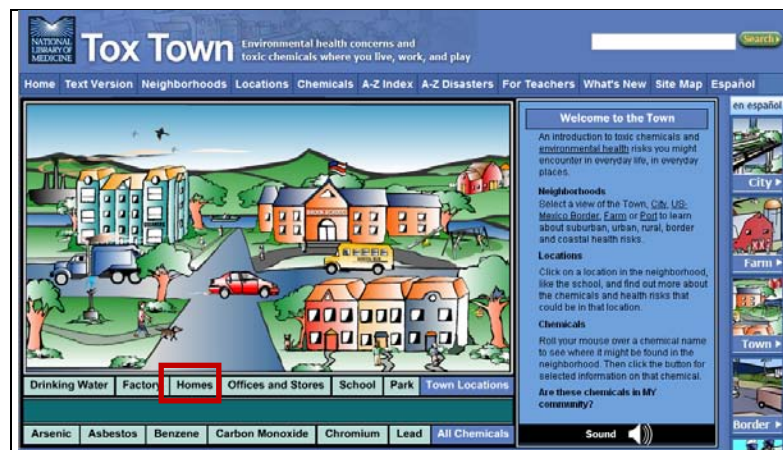 NATIONAL
LIBRARY OF
MEDICINE
Tox Town
Environmental health concerns and
toxic chemicals where you live, work, and play
Search
Home Text Version Neighborhoods Locations Chemicals A-Z Index A-Z Disasters For Teachers What's New Site Map Español
Welcome to the Town
An introduction to toxic chemicals and
environmental health risks you might
encounter in everyday life, in everyday
places.
Neighborhoods
Select a view of the Town, City, US-
Mexico Border, Farm or Port to learn
about suburban, urban, rural, border
and coastal health risks.
Locations
Click on a location in the neighborhood,
like the school, and find out more about
the chemicals and health risks that
could be in that location.
Chemicals
Roll your mouse over a chemical name
to see where it might be found in the
neighborhood. Then click the button for
selected information on that chemical.
Are these chemicals in MY
community?
Sound
en español
City
Farm
Town
Border
Drinking Water Factory Homes Offices and Stores School Park Town Locations
Arsenic Asbestos Benzene Carbon Monoxide Chromium Lead All Chemicals